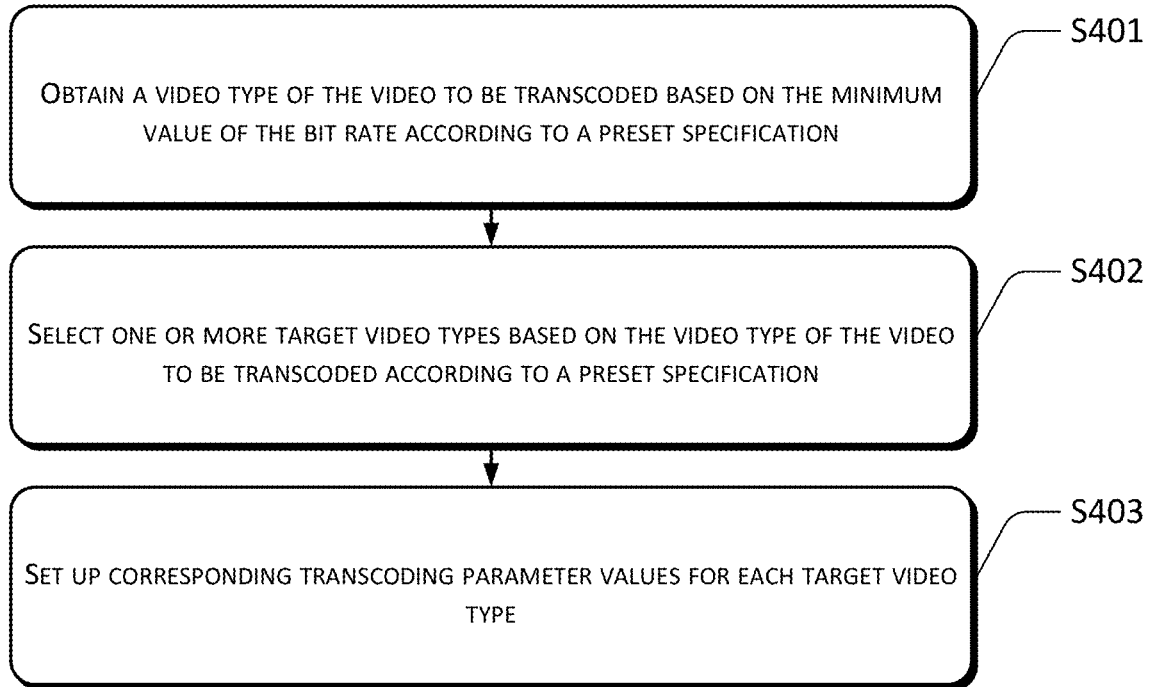 S401
OBTAIN A VIDEO TYPE OF THE VIDEO TO BE TRANSCODED BASED ON THE MINIMUM
VALUE OF THE BIT RATE ACCORDING TO A PRESET SPECIFICATION
S402
SELECT ONE OR MORE TARGET VIDEO TYPES BASED ON THE VIDEO TYPE OF THE VIDEO
TO BE TRANSCODED ACCORDING TO A PRESET SPECIFICATION
S403
SET UP CORRESPONDING TRANSCODING PARAMETER VALUES FOR EACH TARGET VIDEO
TYPE